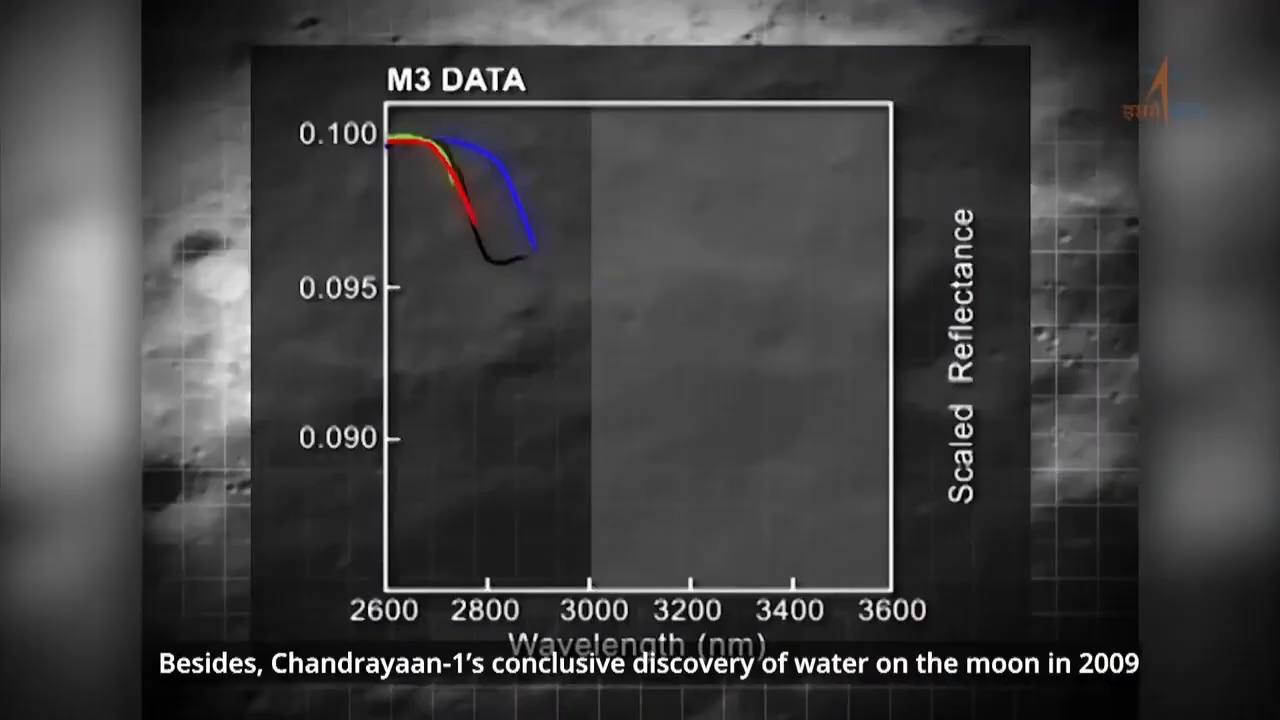 M3 DATA
इसरो
0.100
0.095
0.090
Scaled Reflectance
2600 2800 3000 3200 3400 3600
Wavelength (nm)
Besides, Chandrayaan-1’s conclusive discovery of water on the moon in 2009